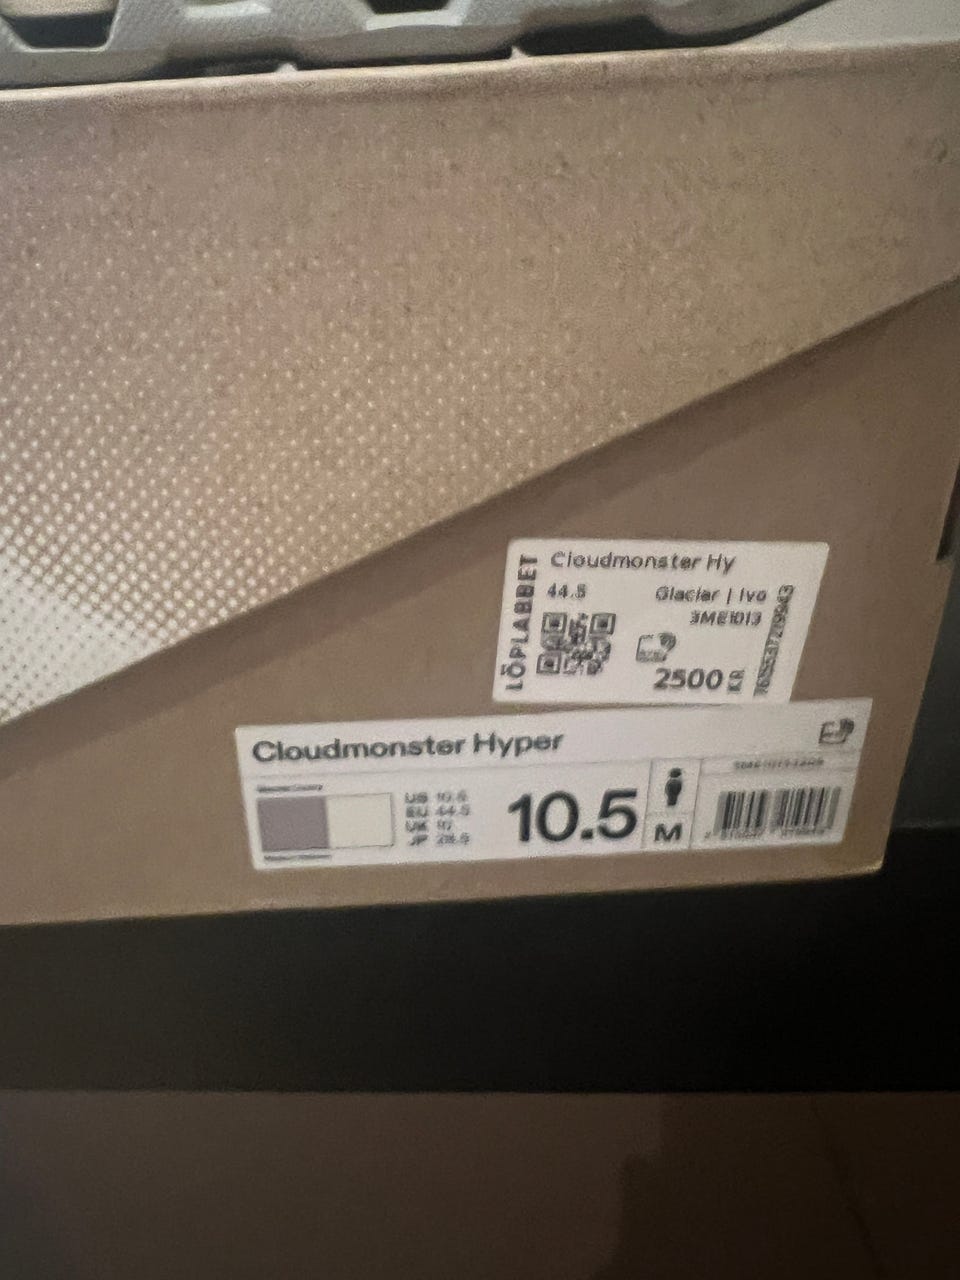 LÖPLABBET
Cloudmonster Hy
44.5 Glacier | Ivo
3ME1013
2500 KR
Cloudmonster Hyper
US 10.5
EU 44.5
UK 10
JP 28.5
10.5
M